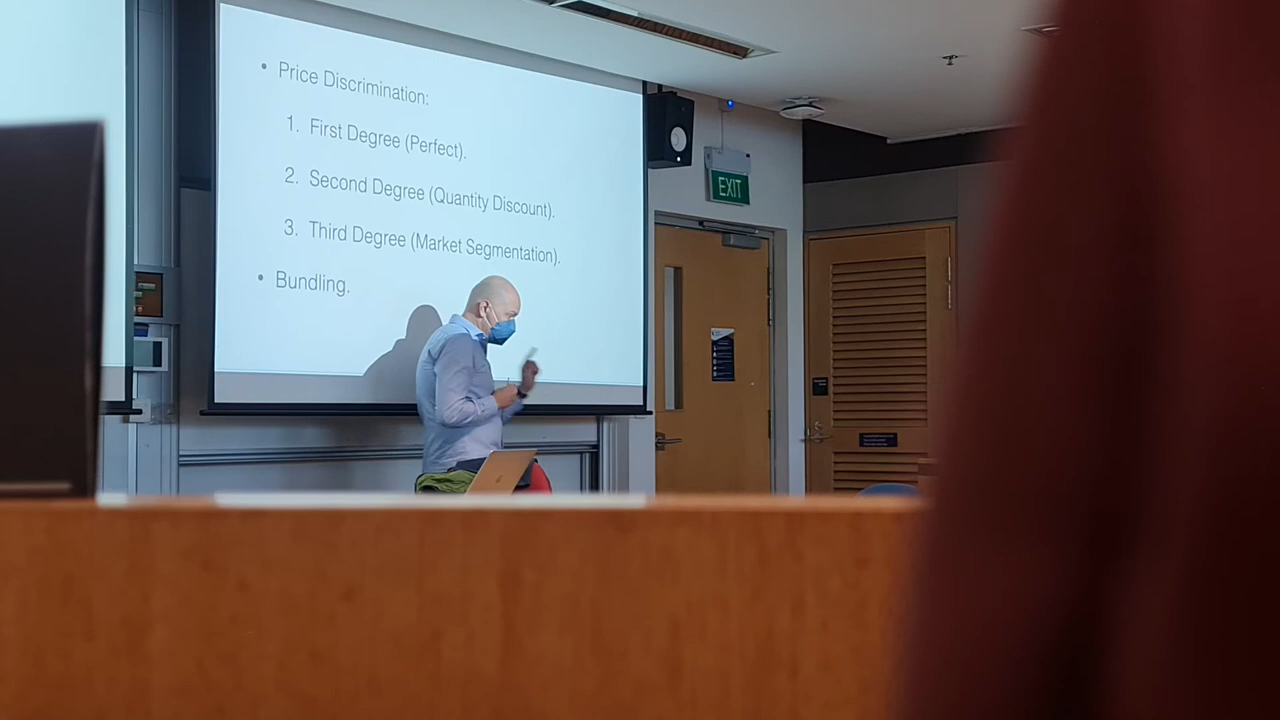 • Price Discrimination:
1. First Degree (Perfect).
2. Second Degree (Quantity Discount).
3. Third Degree (Market Segmentation).
• Bundling.
EXIT